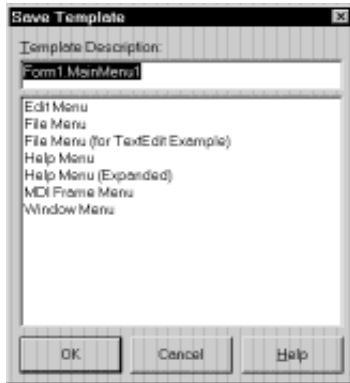 Save Template
Template Description:
Form1.MainMenu1
Edit Menu
File Menu
File Menu (for TextEdit Example)
Help Menu
Help Menu (Expanded)
MDI Frame Menu
Window Menu
OK Cancel Help